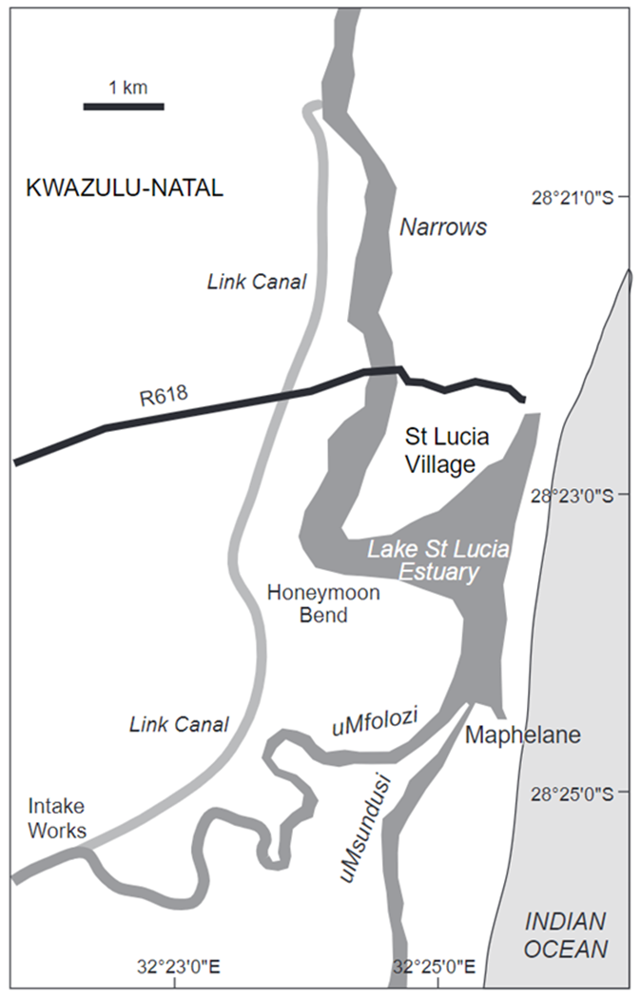 1 km
KWAZULU-NATAL
28°21'0"S
Narrows
Link Canal
R618
St Lucia
Village
28°23'0"S
Lake St Lucia
Estuary
Honeymoon
Bend
uMfolozi
Link Canal
Maphelane
28°25'0"S
Intake
Works
uMsundusi
INDIAN
OCEAN
32°23'0"E
32°25'0"E